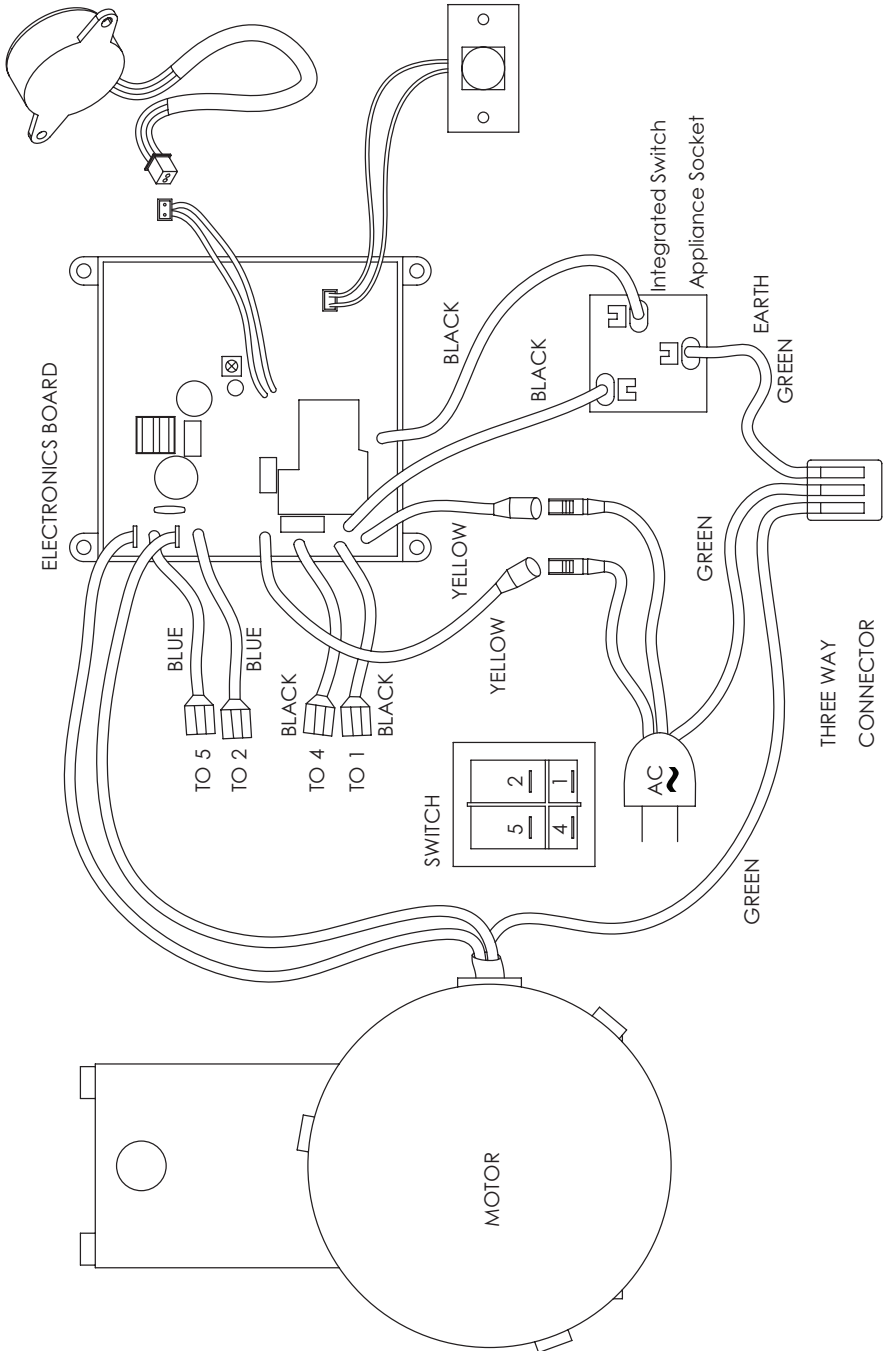 ELECTRONICS BOARD
BLUE
BLUE
TO 5
TO 2
BLACK
BLACK
TO 4
TO 1
YELLOW
YELLOW
BLACK
BLACK
Integrated Switch
Appliance Socket
EARTH
GREEN
GREEN
SWITCH
5
2
4
1
AC
~
THREE WAY
CONNECTOR
GREEN
MOTOR